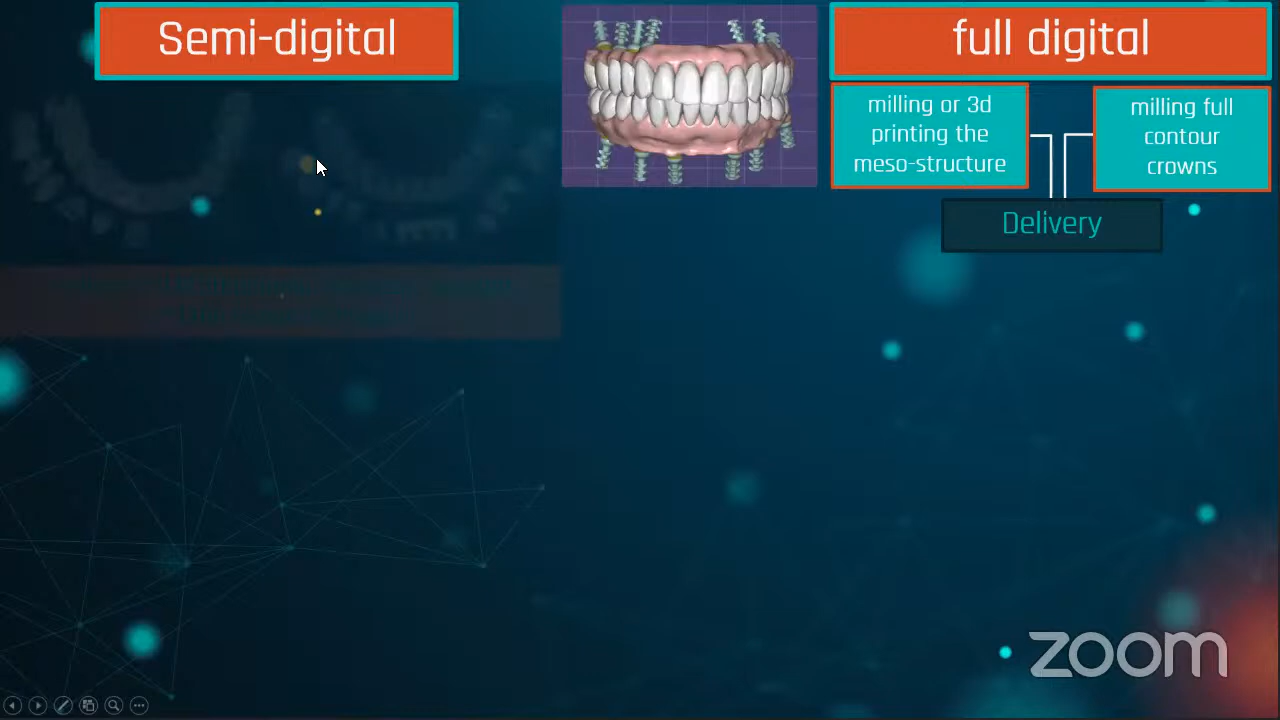 Semi-digital
full digital
milling or 3d
printing the
meso-structure
milling full
contour
crowns
Delivery
zoom